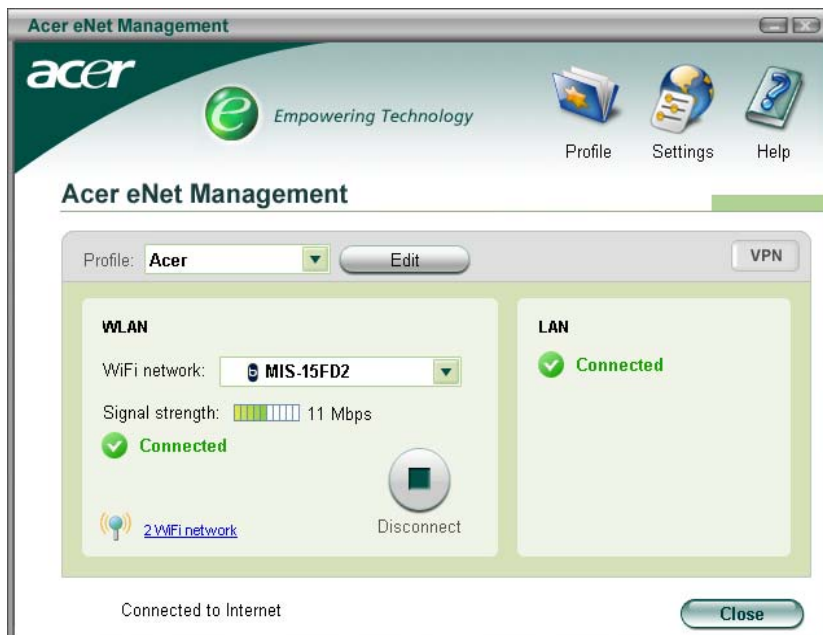 Acer eNet Management
acer
e Empowering Technology
Profile Settings Help
Acer eNet Management
Profile: Acer Edit VPN
WLAN
WiFi network: b MIS-15FD2
Signal strength: 11 Mbps
Connected
2 WiFi network
Disconnect
LAN
Connected
Connected to Internet
Close